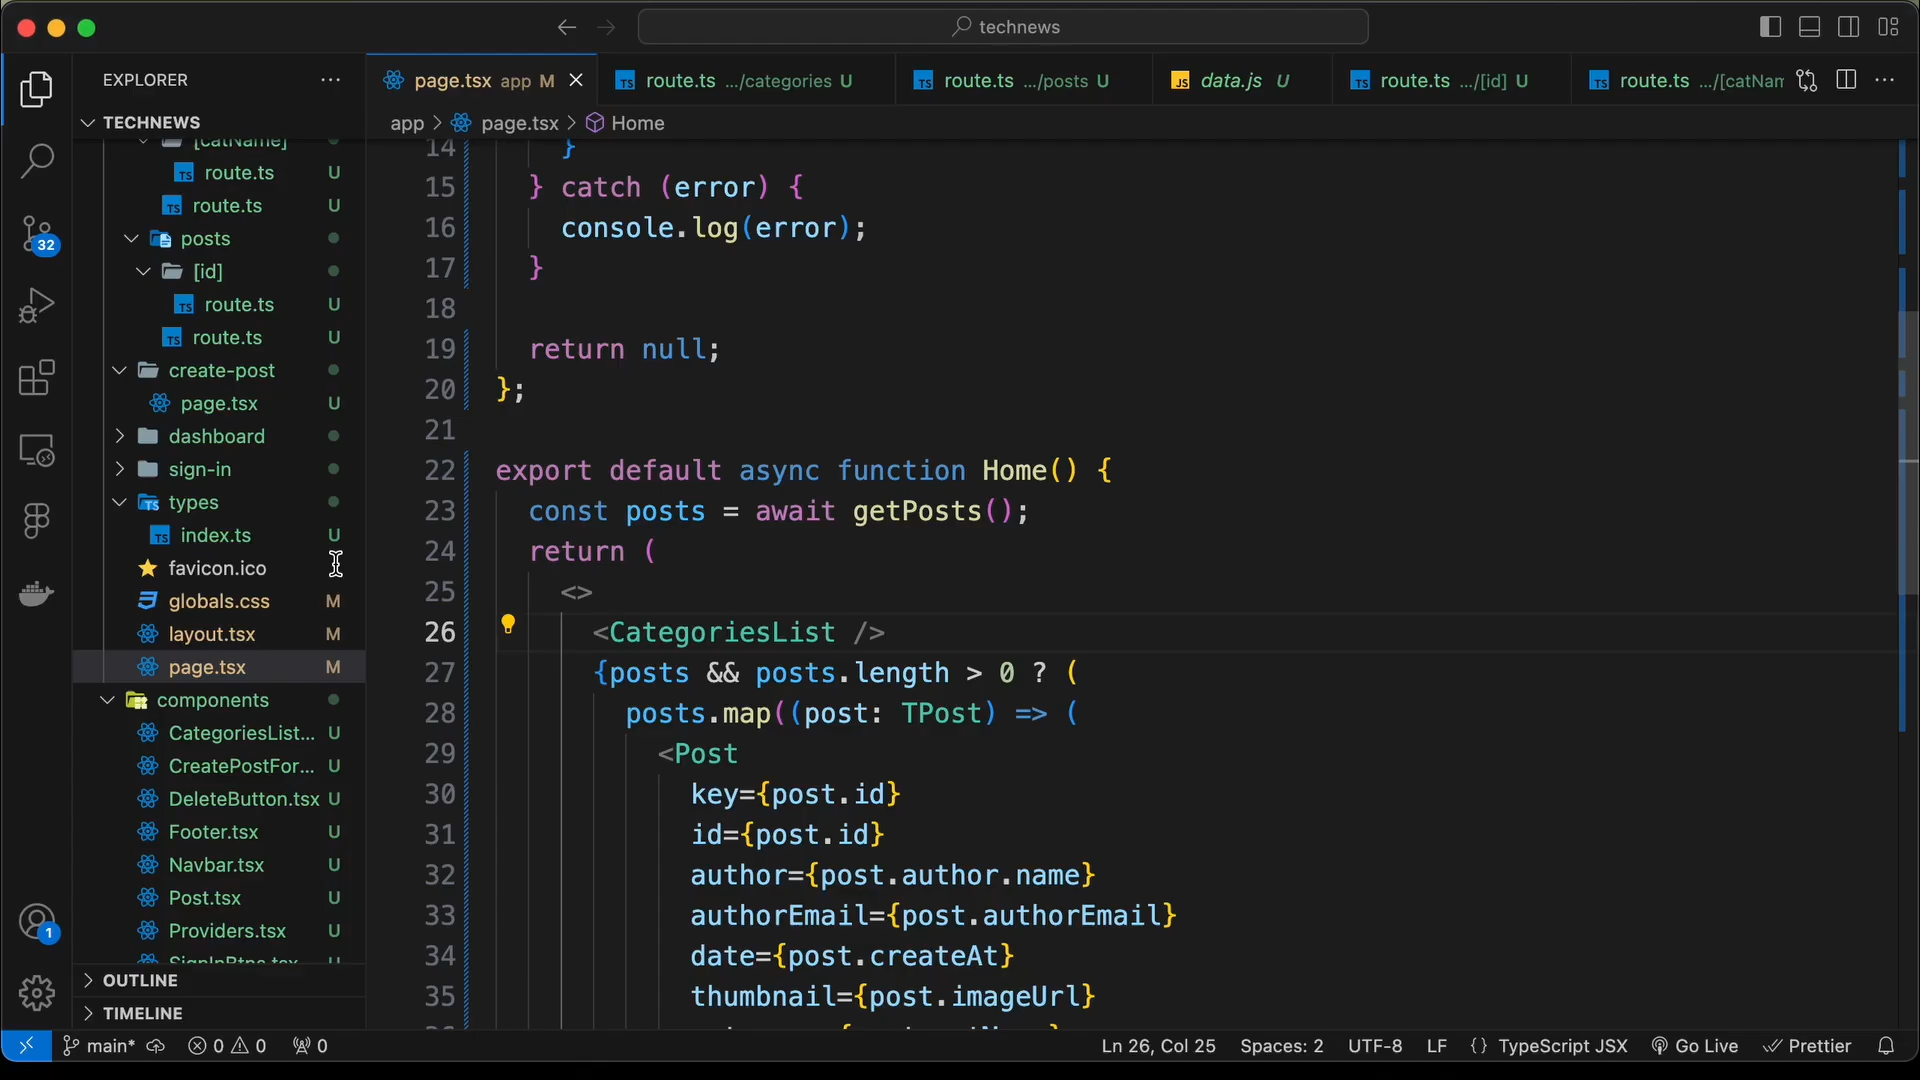 technews
EXPLORER
page.tsx app M
route.ts .../categories U
route.ts .../posts U
JS data.js U
route.ts .../[id] U
route.ts .../[catNam
TECHNEWS
app > page.tsx > Home
[catName]
route.ts U
route.ts U
posts
[id]
route.ts U
route.ts U
create-post
page.tsx U
dashboard
sign-in
types
index.ts U
favicon.ico
globals.css M
layout.tsx M
page.tsx M
components
CategoriesList... U
CreatePostFor... U
DeleteButton.tsx U
Footer.tsx U
Navbar.tsx U
Post.tsx U
Providers.tsx U
SignInBtns.tsx U
OUTLINE
TIMELINE
32
1
14 }
15 } catch (error) {
16 console.log(error);
17 }
18
19 return null;
20 };
21
22 export default async function Home() {
23 const posts = await getPosts();
24 return (
25 <>
26 <CategoriesList />
27 {posts && posts.length > 0 ? (
28 posts.map((post: TPost) => (
29 <Post
30 key={post.id}
31 id={post.id}
32 author={post.author.name}
33 authorEmail={post.authorEmail}
34 date={post.createAt}
35 thumbnail={post.imageUrl}
main* 0 0 0 Ln 26, Col 25 Spaces: 2 UTF-8 LF {} TypeScript JSX Go Live Prettier